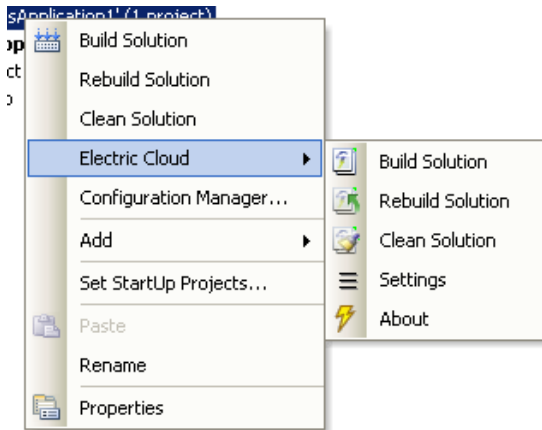 sApplication1' (1 project)
Build Solution
Rebuild Solution
Clean Solution
Electric Cloud
Configuration Manager...
Add
Set StartUp Projects...
Paste
Rename
Properties
Build Solution
Rebuild Solution
Clean Solution
Settings
About